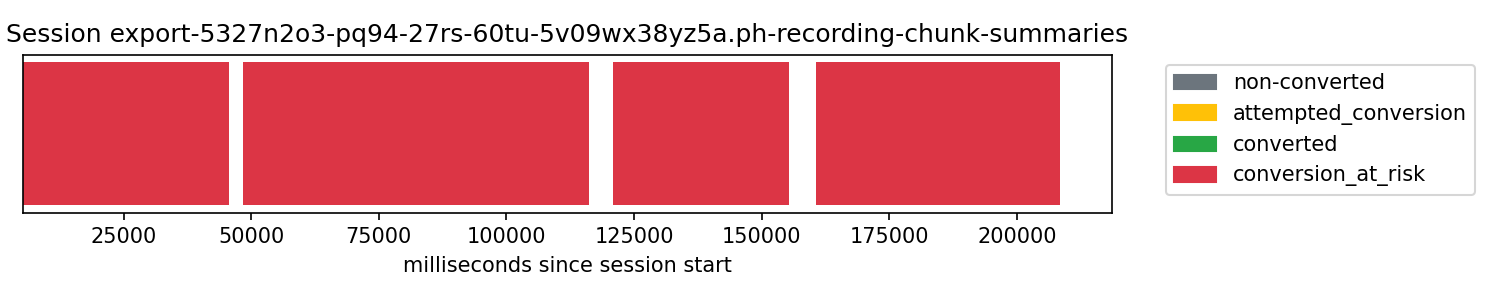 Session export-5327n2o3-pq94-27rs-60tu-5v09wx38yz5a.ph-recording-chunk-summaries
non-converted
attempted_conversion
converted
conversion_at_risk
25000 50000 75000 100000 125000 150000 175000 200000
milliseconds since session start